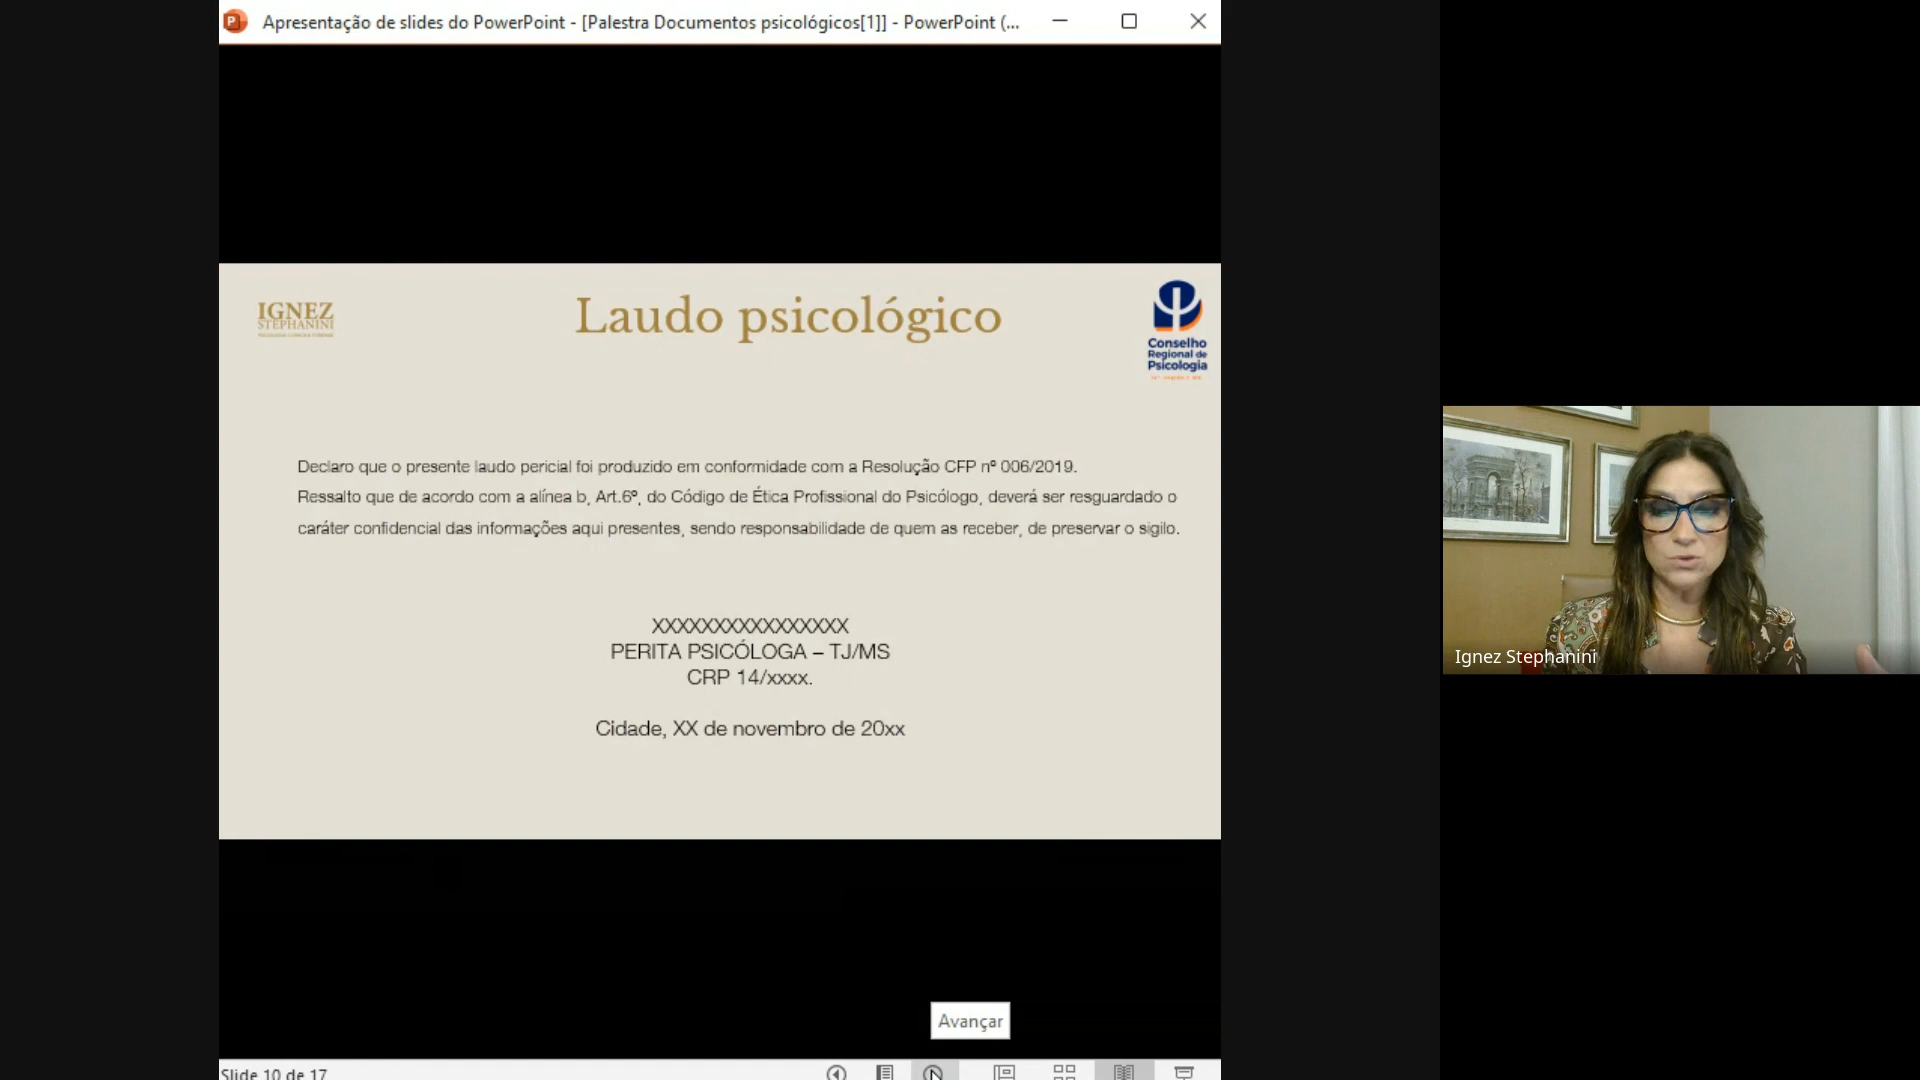 Apresentação de slides do PowerPoint - [Palestra Documentos psicológicos[1]] - PowerPoint (...
IGNEZ
STEPHANINI
Laudo psicológico
Conselho
Regional de
Psicologia
Declaro que o presente laudo pericial foi produzido em conformidade com a Resolução CFP nº 006/2019.
Ressalto que de acordo com a alínea b, Art.6º, do Código de Ética Profissional do Psicólogo, deverá ser resguardado o
caráter confidencial das informações aqui presentes, sendo responsabilidade de quem as receber, de preservar o sigilo.
XXXXXXXXXXXXXXXX
PERITA PSICÓLOGA – TJ/MS
CRP 14/xxxx.
Cidade, XX de novembro de 20xx
Ignez Stephanini
Avançar
Slide 10 de 17